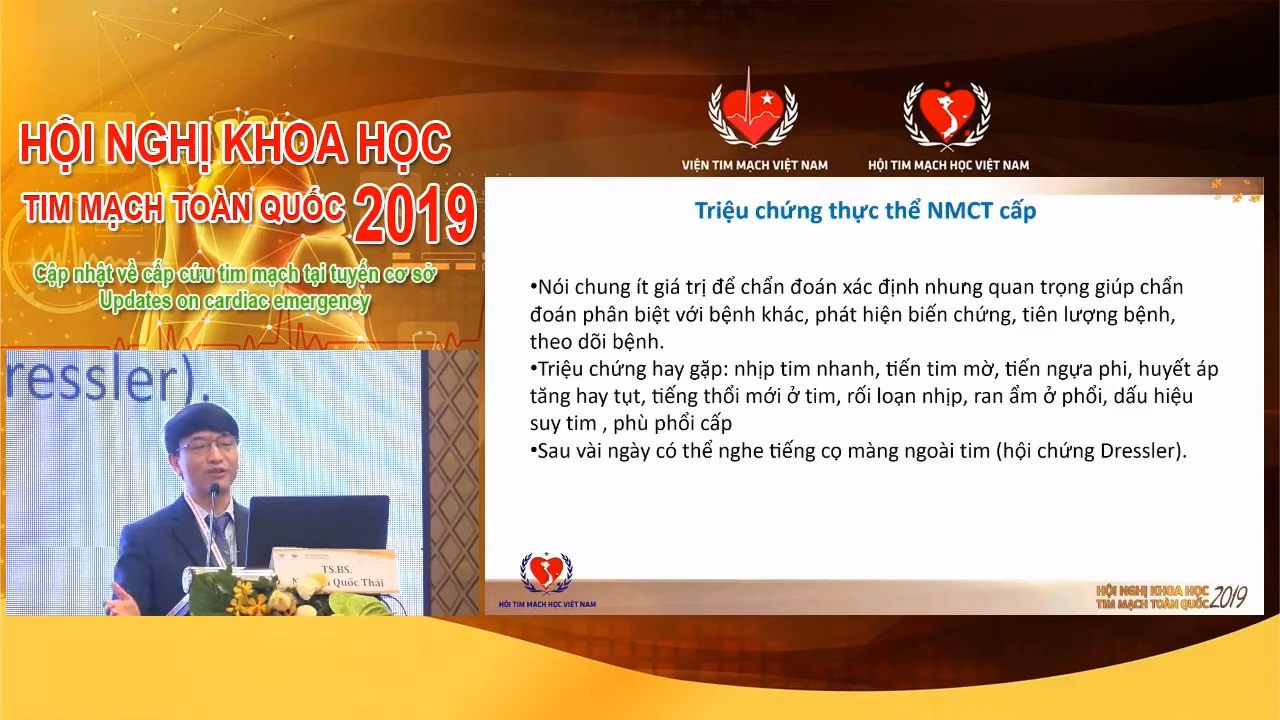 HỘI NGHỊ KHOA HỌC
TIM MẠCH TOÀN QUỐC 2019
Cập nhật về cấp cứu tim mạch tại tuyến cơ sở
Updates on cardiac emergency
VIỆN TIM MẠCH VIỆT NAM
HỘI TIM MẠCH HỌC VIỆT NAM
Triệu chứng thực thể NMCT cấp
•Nói chung ít giá trị để chẩn đoán xác định nhưng quan trọng giúp chẩn
đoán phân biệt với bệnh khác, phát hiện biến chứng, tiên lượng bệnh,
theo dõi bệnh.
•Triệu chứng hay gặp: nhịp tim nhanh, tiến tim mờ, tiến ngựa phi, huyết áp
tăng hay tụt, tiếng thổi mới ở tim, rối loạn nhịp, ran ẩm ở phổi, dấu hiệu
suy tim , phù phổi cấp
•Sau vài ngày có thể nghe tiếng cọ màng ngoài tim (hội chứng Dressler).
ressler).
TS.BS.
Quốc Thái
HỘI TIM MẠCH HỌC VIỆT NAM
HỘI NGHỊ KHOA HỌC
TIM MẠCH TOÀN QUỐC 2019